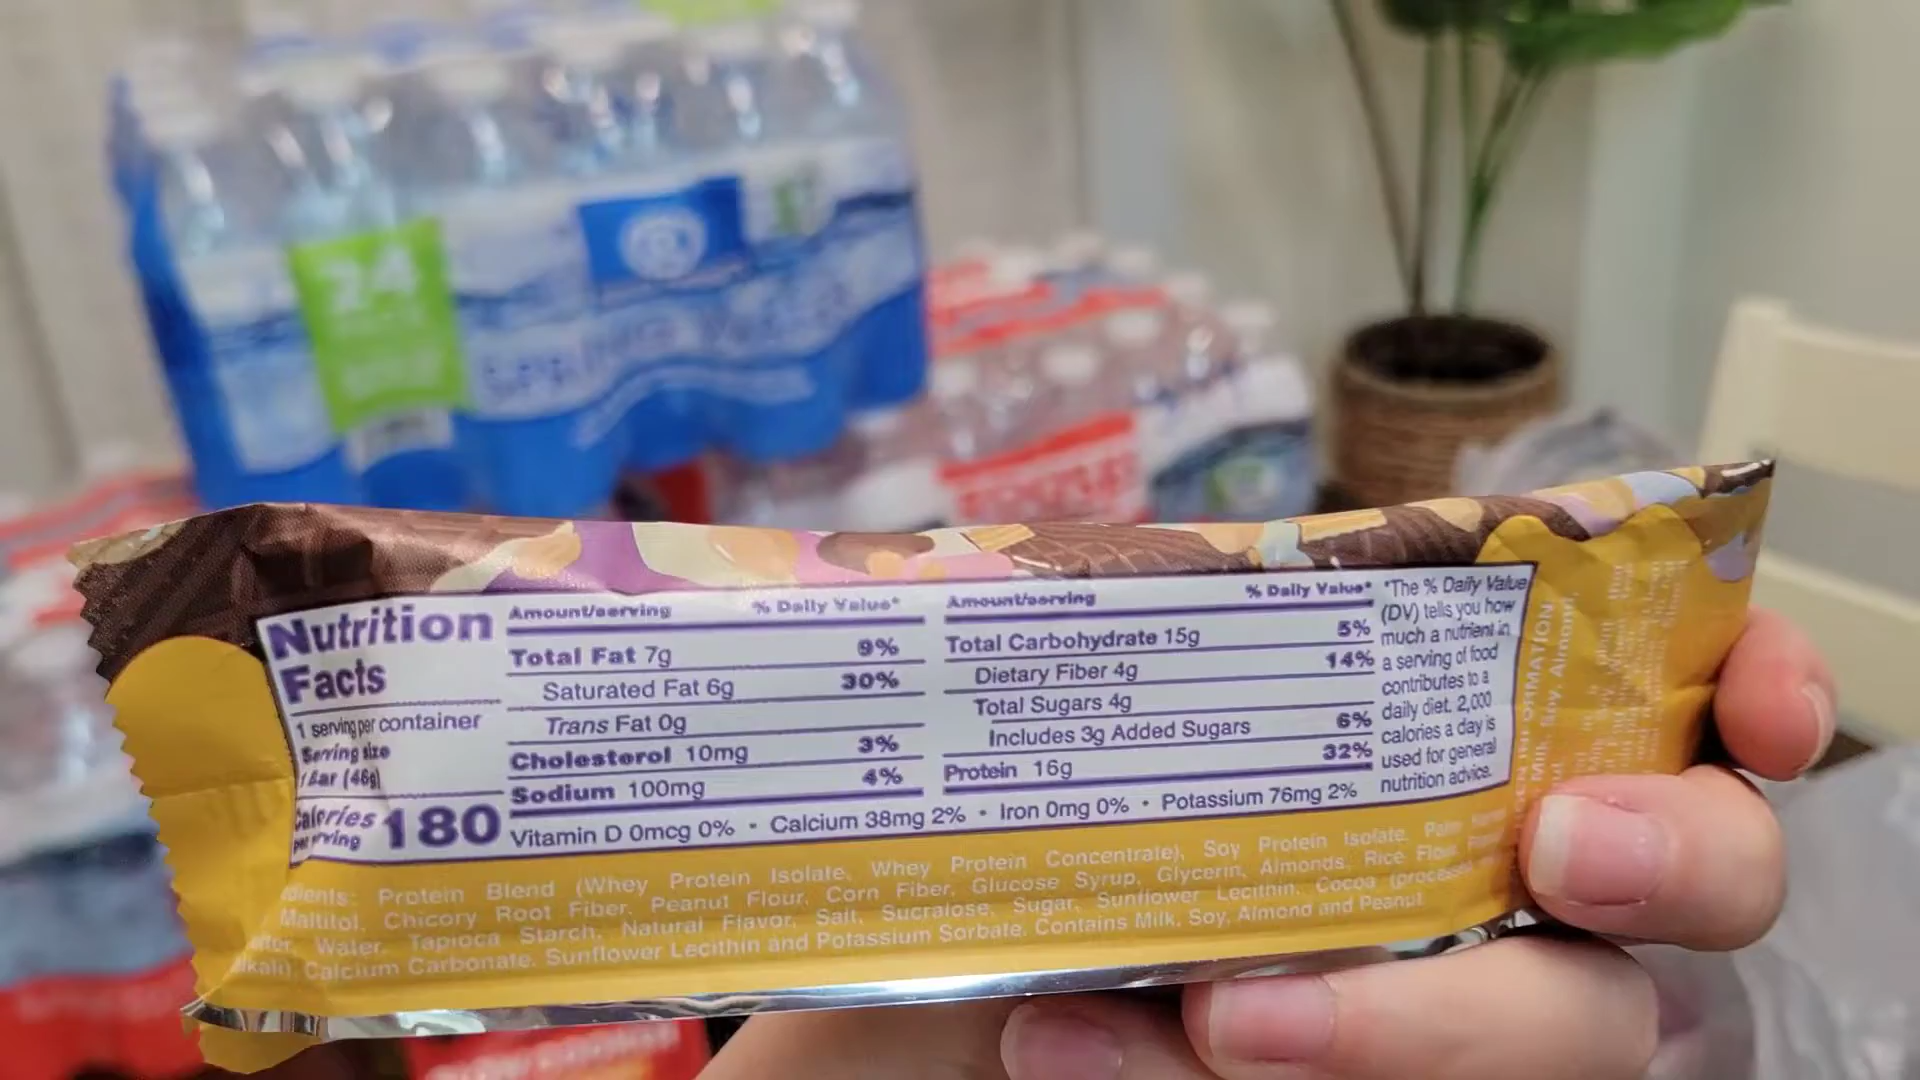 24
SPRING WATER
Nutrition
Facts
1 serving per container
Serving size
1 Bar (46g)
Calories
per serving
180
Amount/serving % Daily Value*
Total Fat 7g 9%
Saturated Fat 6g 30%
Trans Fat 0g
Cholesterol 10mg 3%
Sodium 100mg 4%
Amount/serving % Daily Value*
Total Carbohydrate 15g 5%
Dietary Fiber 4g 14%
Total Sugars 4g
Includes 3g Added Sugars 6%
Protein 16g 32%
Vitamin D 0mcg 0% • Calcium 38mg 2% • Iron 0mg 0% • Potassium 76mg 2%
*The % Daily Value
(DV) tells you how
much a nutrient in
a serving of food
contributes to a
daily diet. 2,000
calories a day is
used for general
nutrition advice.
Protein Blend (Whey Protein Isolate, Whey Protein Concentrate), Soy Protein Isolate, Palm
Maltitol, Chicory Root Fiber, Peanut Flour, Corn Fiber, Glucose Syrup, Glycerin, Almonds, Rice Flour,
Water, Tapioca Starch, Natural Flavor, Salt, Sucralose, Sugar, Sunflower Lecithin, Cocoa
Calcium Carbonate, Sunflower Lecithin and Potassium Sorbate. Contains Milk, Soy, Almond and Peanut.
Milk, Soy, Almond,